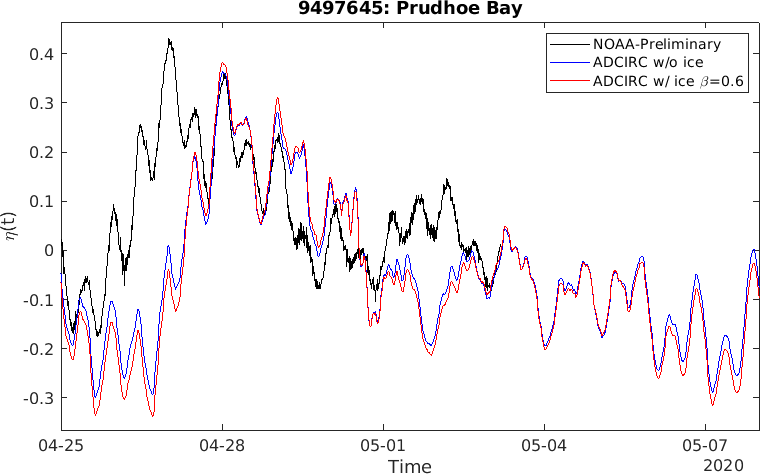 9497645: Prudhoe Bay
NOAA-Preliminary
ADCIRC w/o ice
ADCIRC w/ ice β=0.6
0.4
0.3
0.2
0.1
0
-0.1
-0.2
-0.3
η(t)
04-25 04-28 05-01 05-04 05-07
Time
2020